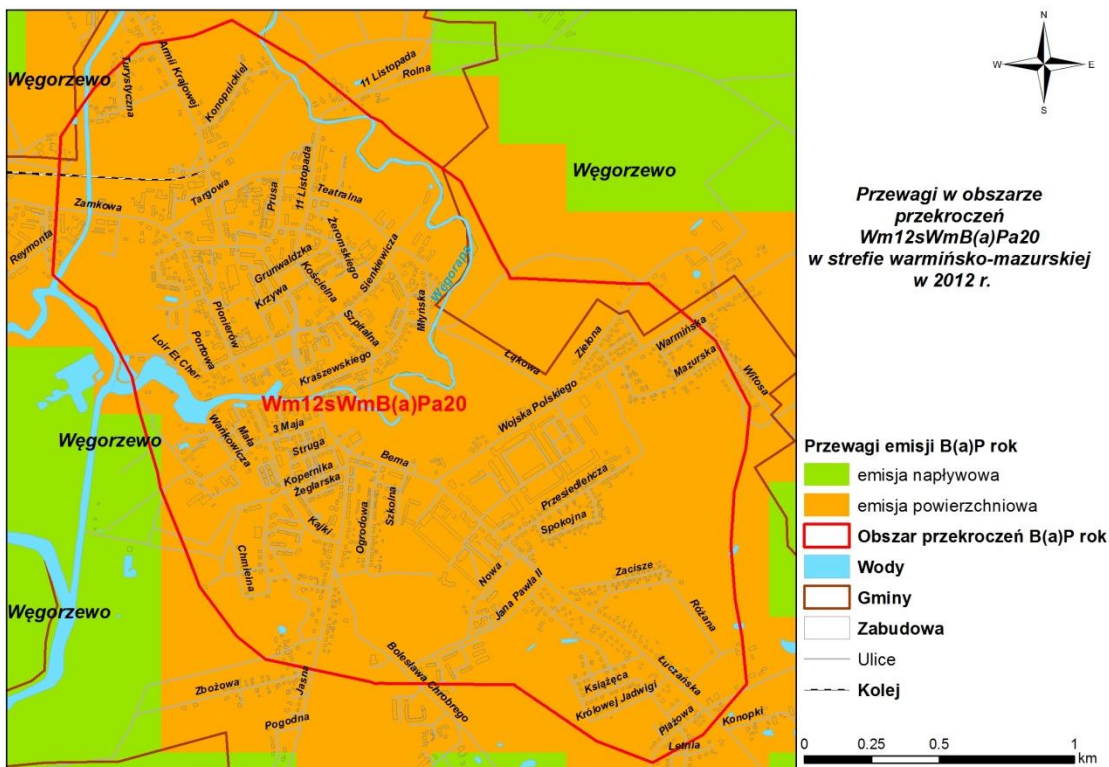 N
W
E
S
Przewagi w obszarze
przekroczeń
Wm12sWmB(a)Pa20
w strefie warmińsko-mazurskiej
w 2012 r.
Węgorzewo
Turystyczna
Armii Krajowej
Konopnickiej
11 Listopada
Rolna
Węgorzewo
Targowa
Prusa
11 Listopada
Teatralna
Zamkowa
Reymonta
Żeromskiego
Sienkiewicza
Grunwaldzka
Kościelna
Krzywa
Węgorapa
Młyńska
Szpitalna
Pionierów
Portowa
Loir Et Cher
Kraszewskiego
Łąkowa
Zielona
Warmińska
Mazurska
Witosa
Wojska Polskiego
Wm12sWmB(a)Pa20
Węgorzewo
Wańkowicza
Mała
3 Maja
Struga
Kopernika
Żeglarska
Bema
Szkolna
Ogrodowa
Kajki
Przesiedleńcza
Spokojna
Chmielna
Nowa
Jana Pawła II
Zacisze
Różana
Węgorzewo
Zbożowa
Jasna
Pogodna
Bolesława Chrobrego
Łuczańska
Książęca
Królowej Jadwigi
Plażowa
Konopki
Letnia
Przewagi emisji B(a)P rok
emisja napływowa
emisja powierzchniowa
Obszar przekroczeń B(a)P rok
Wody
Gminy
Zabudowa
Ulice
Kolej
0 0.25 0.5 1
km